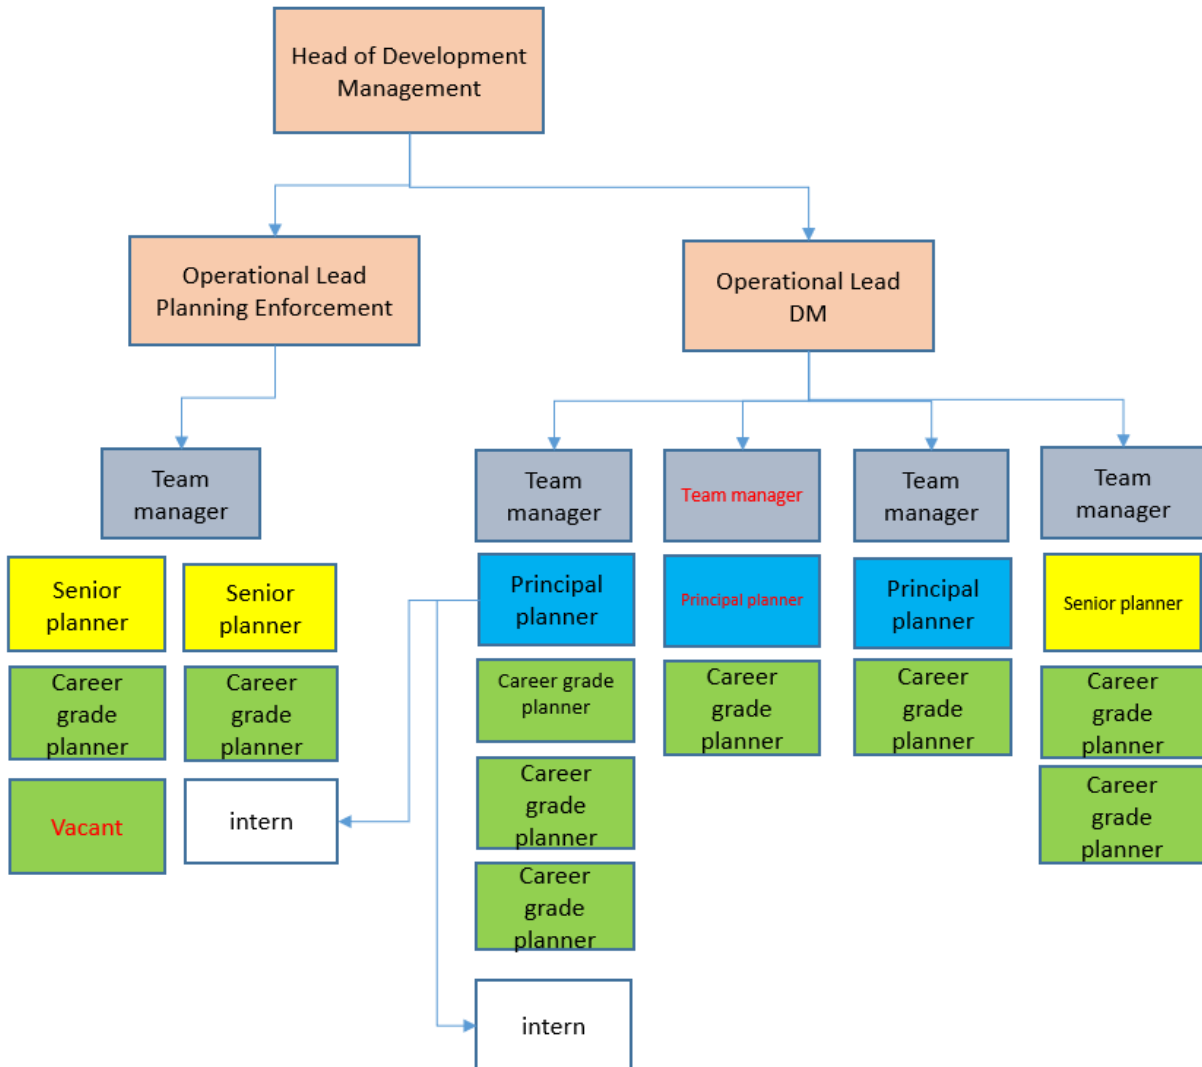 Head of Development
Management
Operational Lead
Planning Enforcement
Operational Lead
DM
Team
manager
Team
manager
Team manager
Team
manager
Team
manager
Senior
planner
Senior
planner
Principal
planner
Principal planner
Principal
planner
Senior planner
Career
grade
planner
Career
grade
planner
Career grade
planner
Career
grade
planner
Career
grade
planner
Career
grade
planner
Vacant
intern
Career
grade
planner
Career
grade
planner
Career
grade
planner
intern